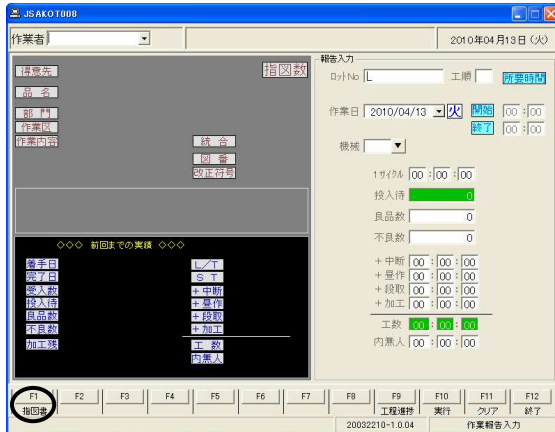 JSAKOT008
作業者
2010年04月13日（火）
得意先
指図数
品 名
部 門
作業区
作業内容
統 合
図 番
改正符号
◇◇◇ 前回までの実績 ◇◇◇
着手日
L／T
完了日
S T
受入数
＋中断
投入待
＋昼作
良品数
＋段取
不良数
＋加工
加工残
工 数
内無人
報告入力
ロットNo L
工順
所要時間
作業日 2010/04/13 火 開始 00:00
終了 00:00
機械
1サイクル 00:00:00
投入待 0
良品数 0
不良数 0
＋中断 00:00:00
＋昼作 00:00:00
＋段取 00:00:00
＋加工 00:00:00
工数 00:00:00
内無人 00:00:00
F1 F2 F3 F4 F5 F6 F7 F8 F9 F10 F11 F12
指図書 工程進捗 実行 クリア 終了
20032210-1.0.04 作業報告入力